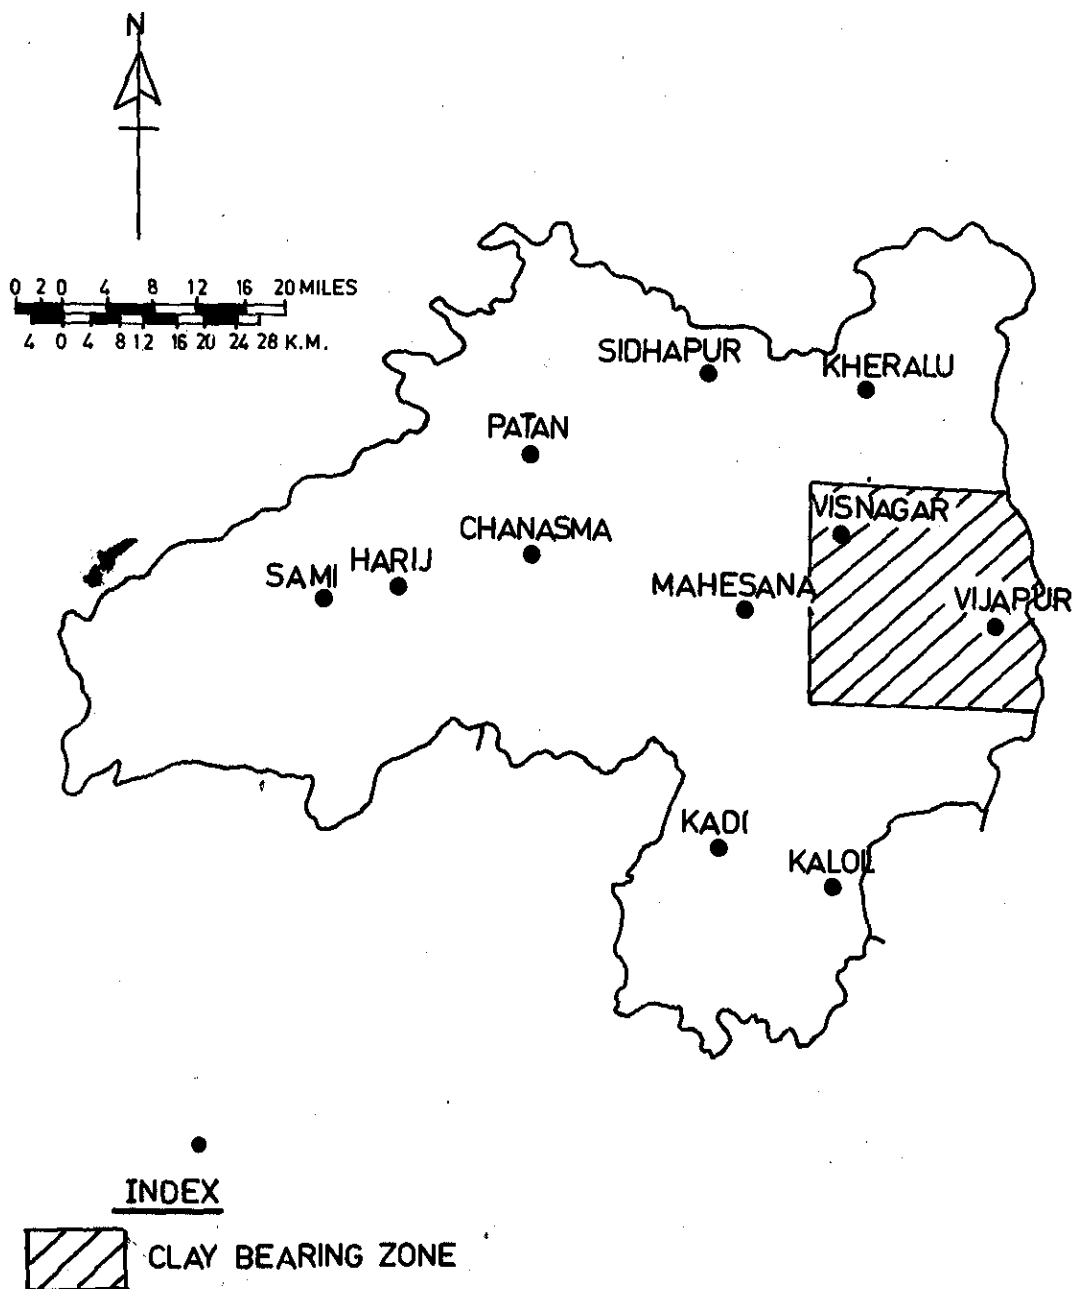 N
0 2 0 4 8 12 16 20 MILES
4 0 4 8 12 16 20 24 28 K.M.
SIDHAPUR
KHERALU
PATAN
VISNAGAR
CHANASMA
HARIJ
SAMI
MAHESANA
VIJAPUR
KADI
KALOL
INDEX
CLAY BEARING ZONE